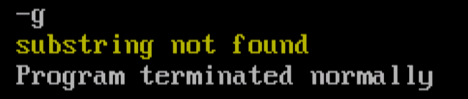 -g
substring not found
Program terminated normally